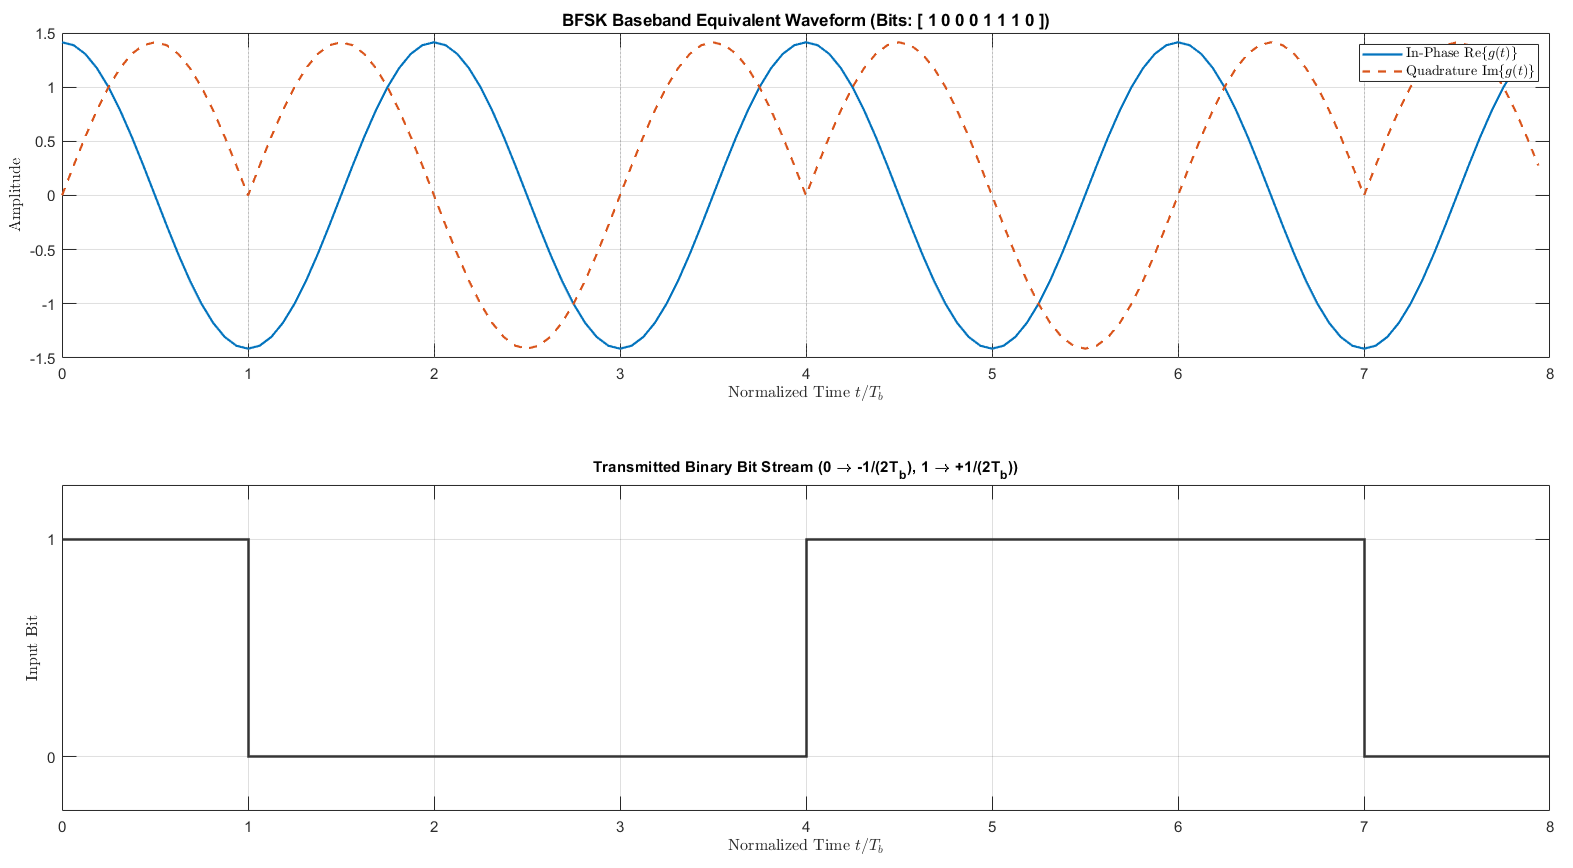 BFSK Baseband Equivalent Waveform (Bits: [ 1 0 0 0 1 1 1 0 ])
1.5
1
0.5
0
-0.5
-1
-1.5
Amplitude
In-Phase Re{g(t)}
Quadrature Im{g(t)}
0 1 2 3 4 5 6 7 8
Normalized Time t/T_b
Transmitted Binary Bit Stream (0 → -1/(2T_b), 1 → +1/(2T_b))
1
0
Input Bit
0 1 2 3 4 5 6 7 8
Normalized Time t/T_b